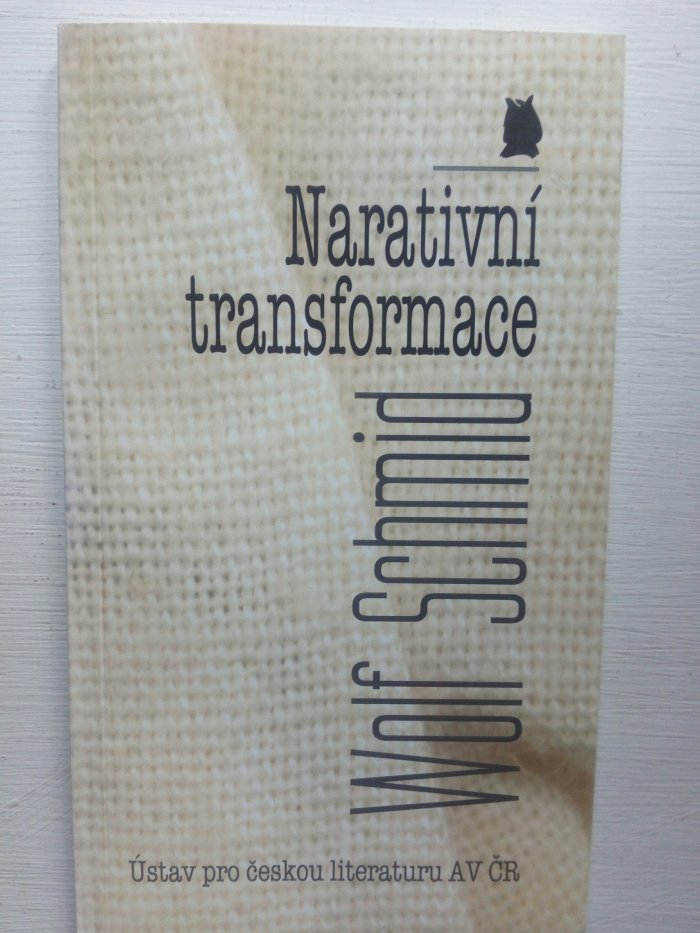 Narativní
transformace
Wolf Schmid
Ústav pro českou literaturu AV ČR